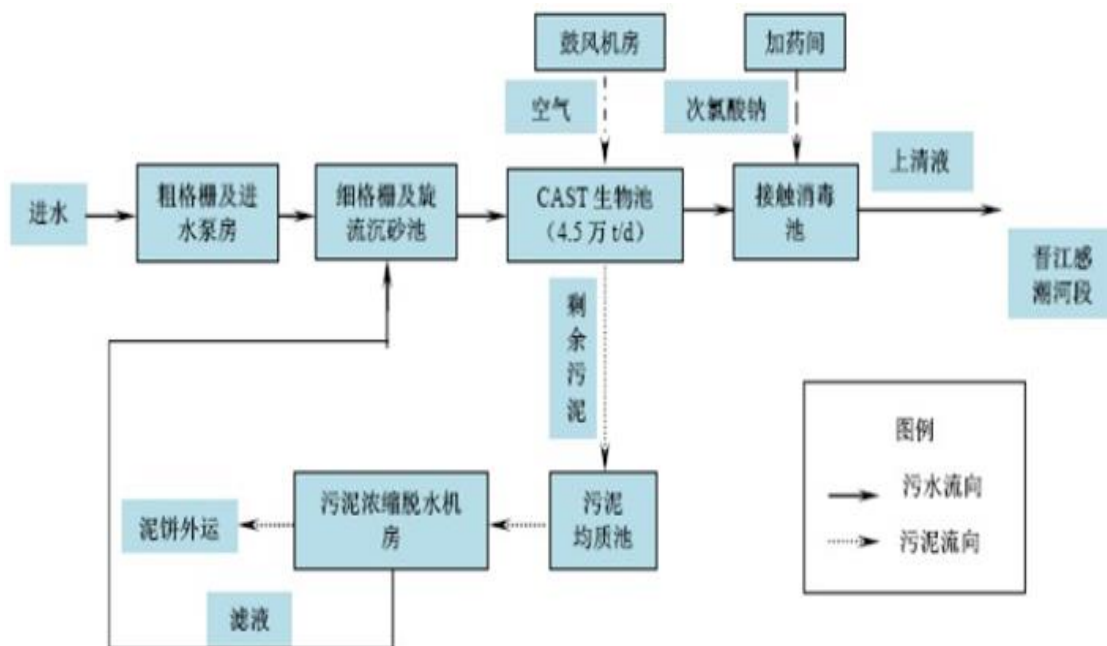 鼓风机房
加药间
空气
次氯酸钠
上清液
进水
粗格栅及进
水泵房
细格栅及旋
流沉砂池
CAST 生物池
（4.5 万 t/d）
接触消毒
池
晋江感
潮河段
剩
余
污
泥
图例
污水流向
污泥流向
泥饼外运
污泥浓缩脱水机
房
污泥
均质池
滤液